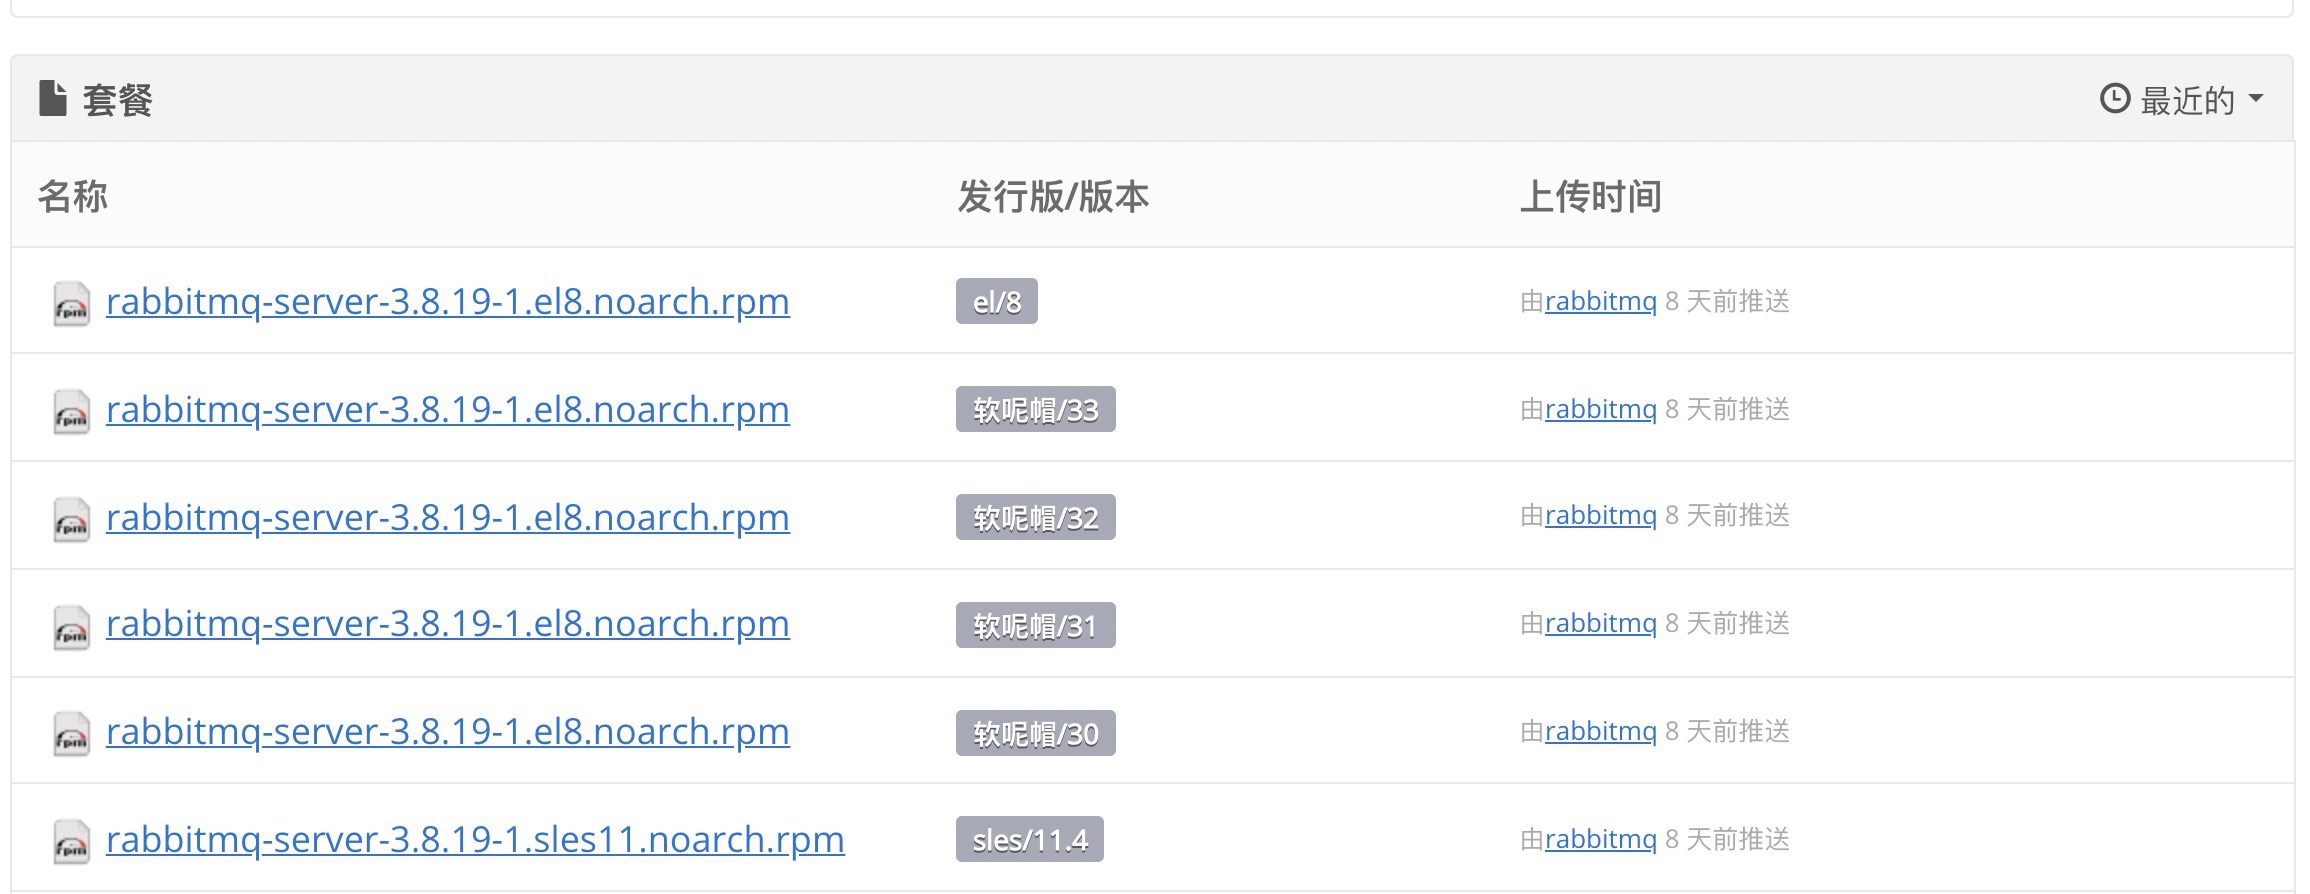 套餐
最近的
名称 发行版/版本 上传时间
rpm rabbitmq-server-3.8.19-1.el8.noarch.rpm el/8 由rabbitmq 8 天前推送
rpm rabbitmq-server-3.8.19-1.el8.noarch.rpm 软呢帽/33 由rabbitmq 8 天前推送
rpm rabbitmq-server-3.8.19-1.el8.noarch.rpm 软呢帽/32 由rabbitmq 8 天前推送
rpm rabbitmq-server-3.8.19-1.el8.noarch.rpm 软呢帽/31 由rabbitmq 8 天前推送
rpm rabbitmq-server-3.8.19-1.el8.noarch.rpm 软呢帽/30 由rabbitmq 8 天前推送
rpm rabbitmq-server-3.8.19-1.sles11.noarch.rpm sles/11.4 由rabbitmq 8 天前推送